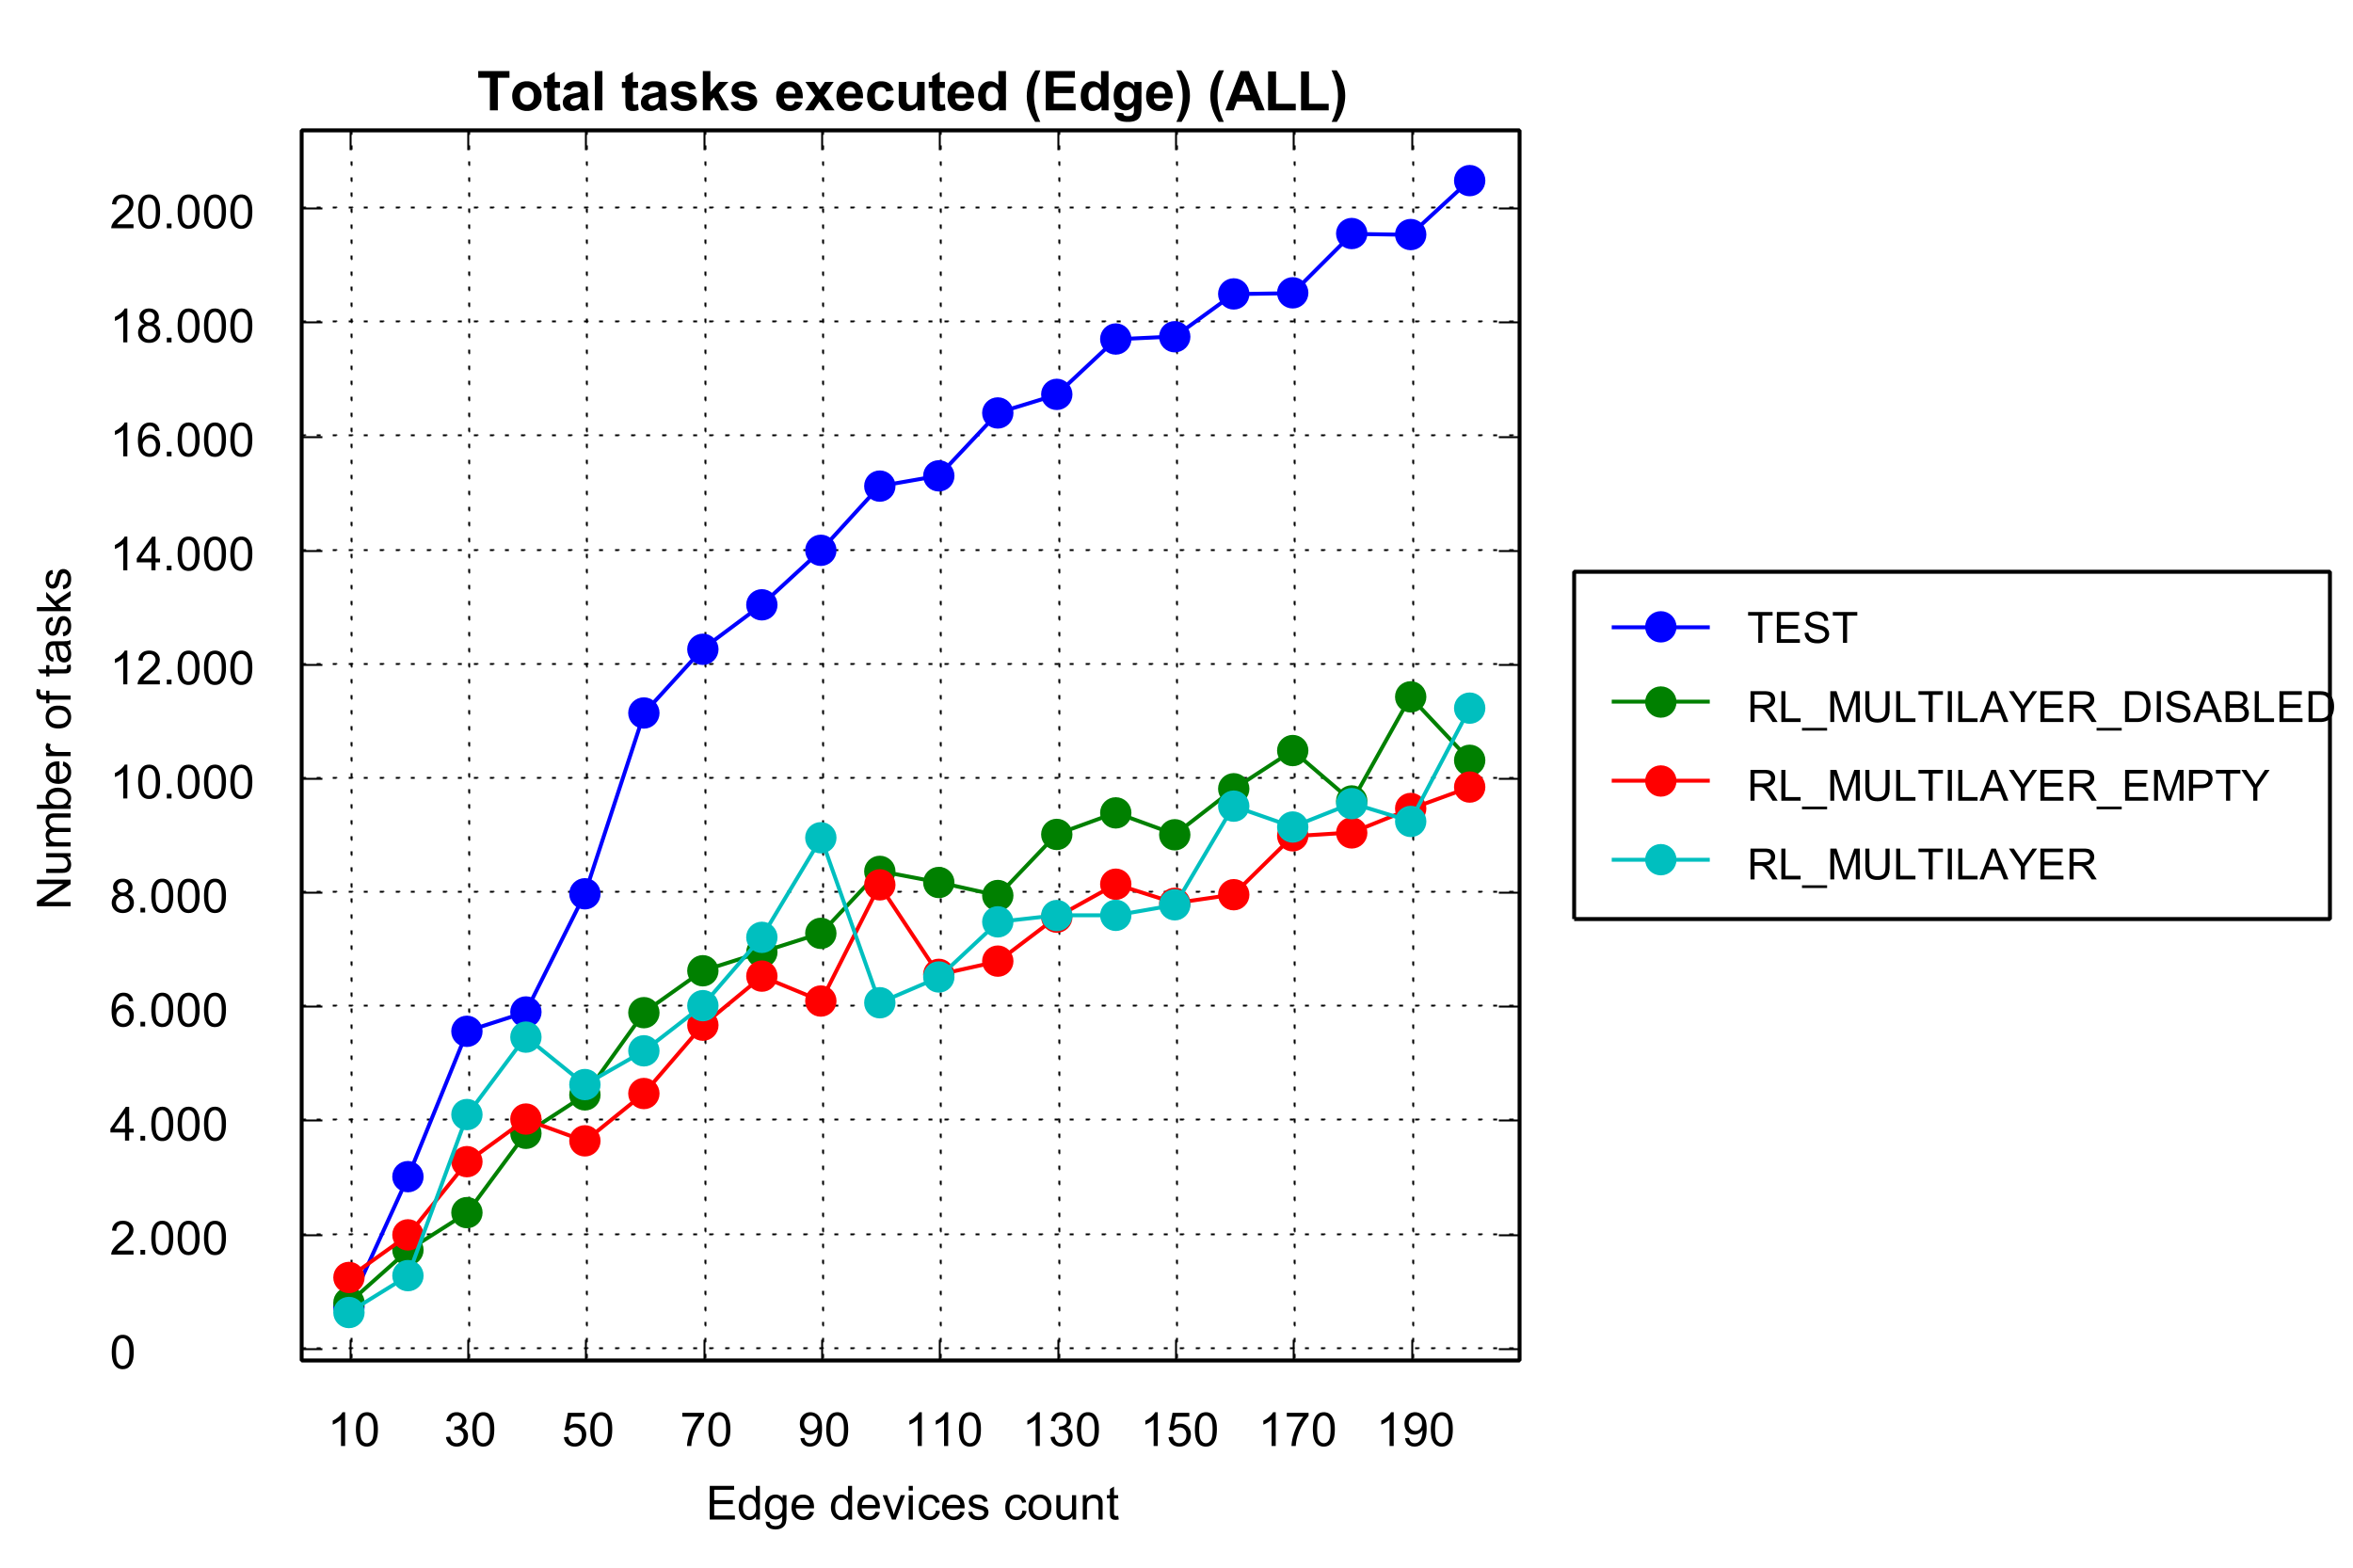 Total tasks executed (Edge) (ALL)
Number of tasks
20.000
18.000
16.000
14.000
12.000
10.000
8.000
6.000
4.000
2.000
0
10 30 50 70 90 110 130 150 170 190
Edge devices count
TEST
RL_MULTILAYER_DISABLED
RL_MULTILAYER_EMPTY
RL_MULTILAYER